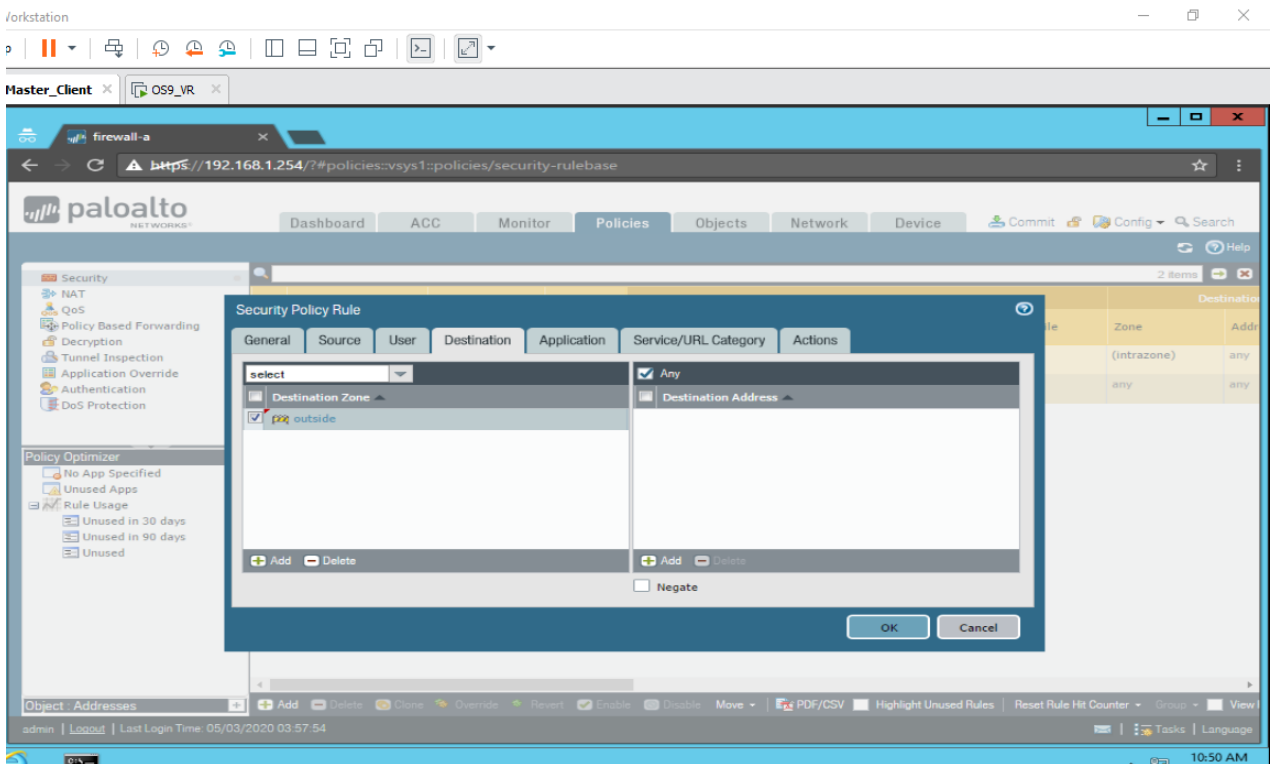 Workstation
Master_Client
OS9_VR
firewall-a
https://192.168.1.254/?#policies::vsys1::policies/security-rulebase
paloalto
NETWORKS®
Dashboard ACC Monitor Policies Objects Network Device Commit Config Search
Help
Security
NAT
QoS
Policy Based Forwarding
Decryption
Tunnel Inspection
Application Override
Authentication
DoS Protection
2 items
Destinatio
Zone Addr
(intrazone) any
any any
Security Policy Rule
General Source User Destination Application Service/URL Category Actions
select
Any
Destination Zone
Destination Address
outside
Add Delete
Add Delete
Negate
OK Cancel
Policy Optimizer
No App Specified
Unused Apps
Rule Usage
Unused in 30 days
Unused in 90 days
Unused
Object : Addresses
Add Delete Clone Override Revert Enable Disable Move PDF/CSV Highlight Unused Rules Reset Rule Hit Counter Group View
admin | Logout | Last Login Time: 05/03/2020 03:57:54
Tasks | Language
10:50 AM